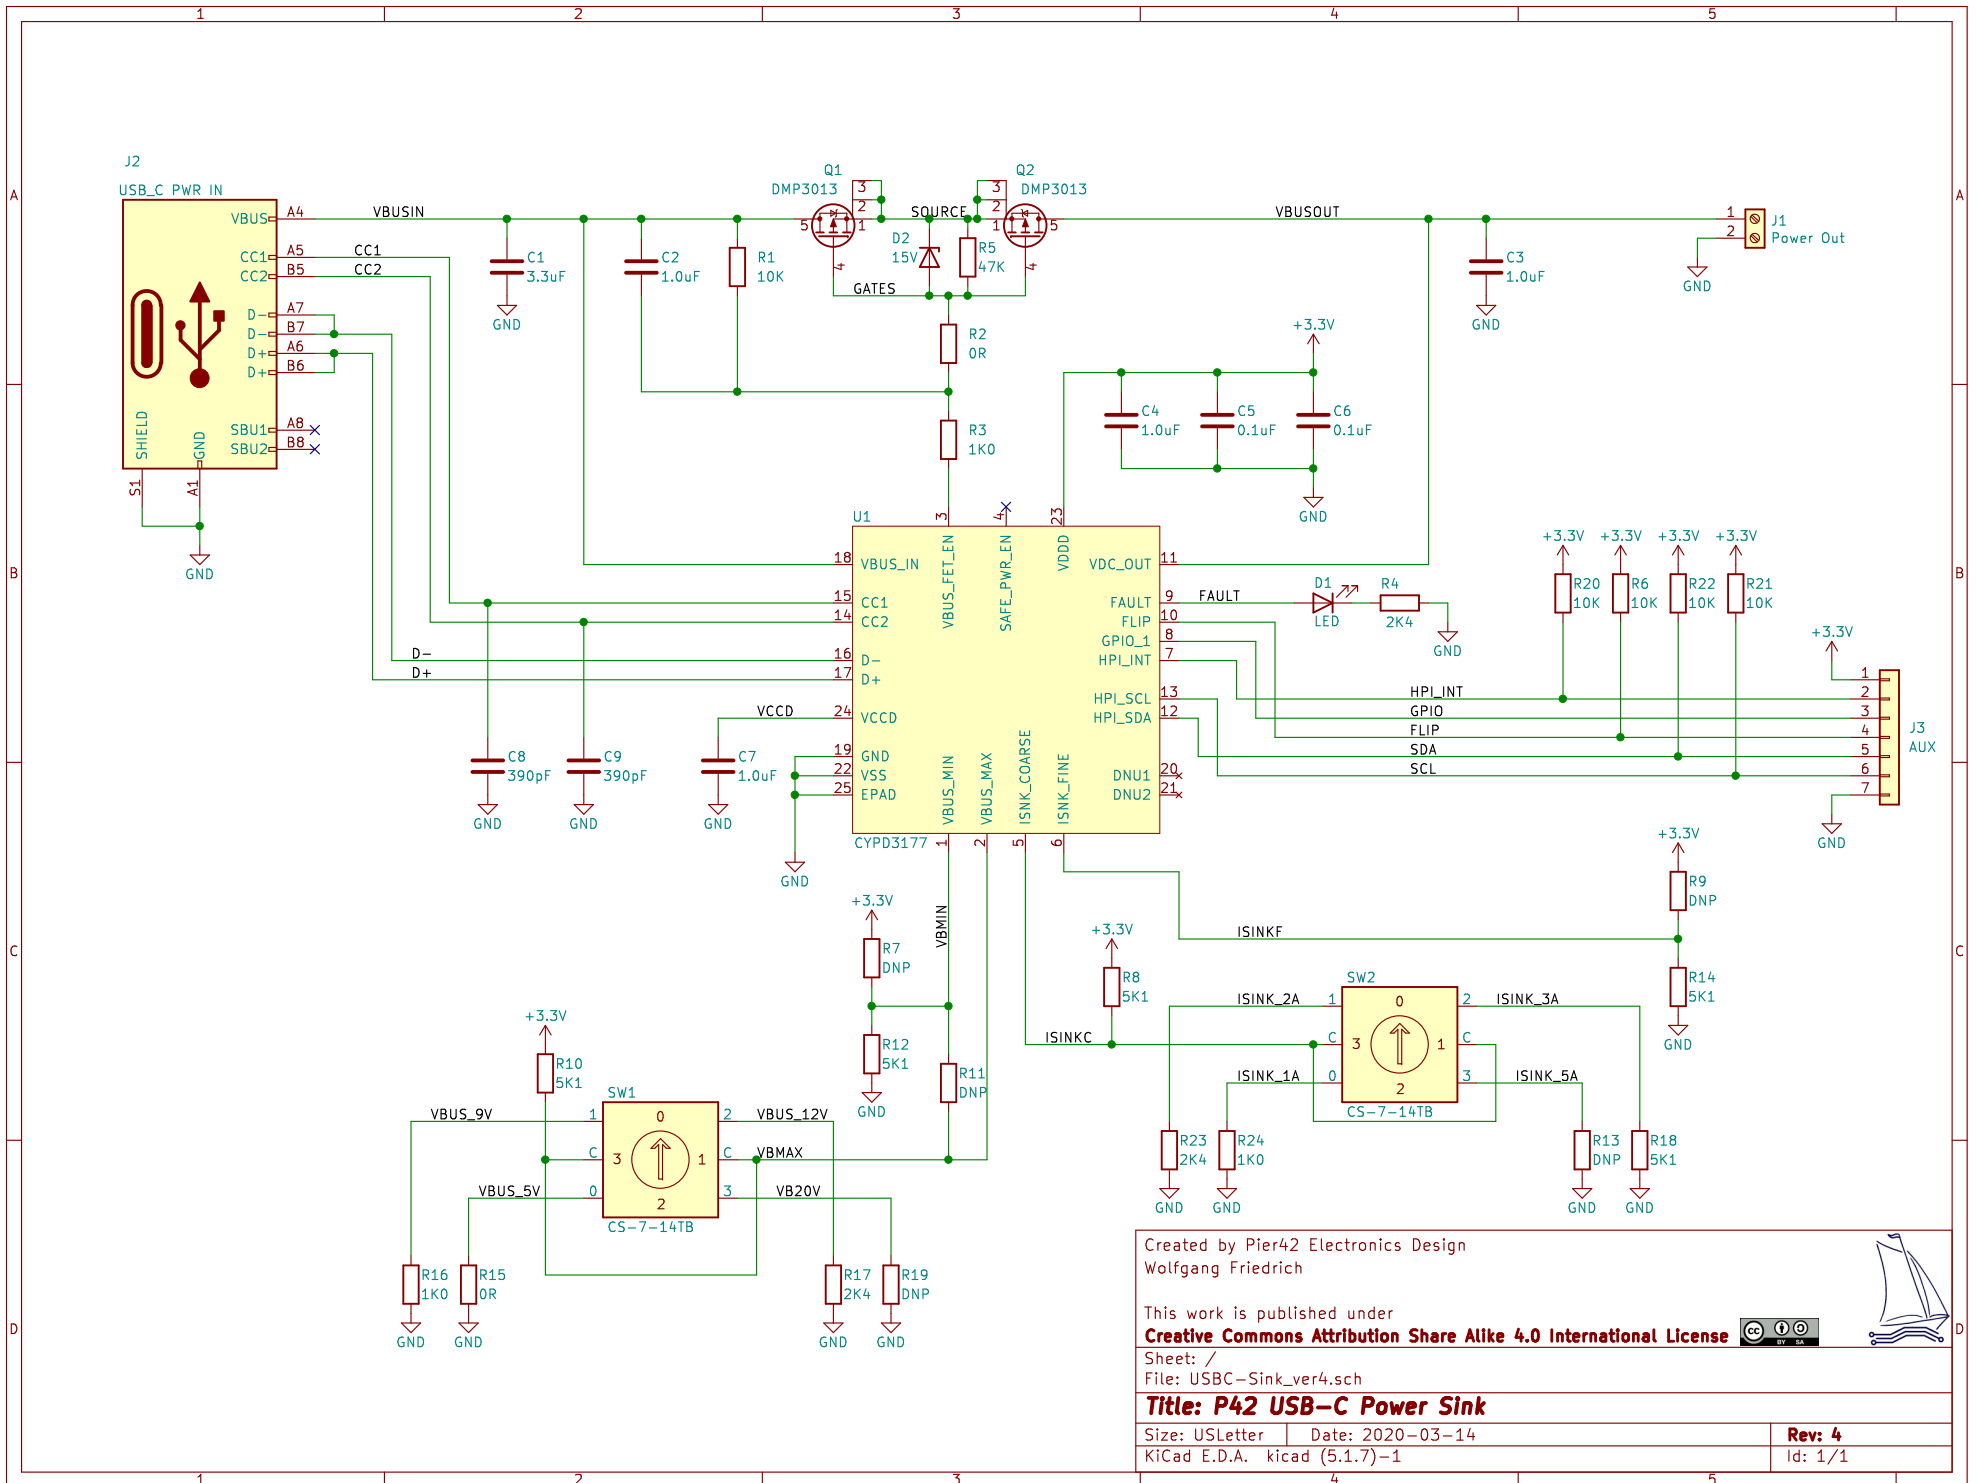 1 2 3 4 5
A
B
C
D
A
B
C
D
J2
USB_C PWR IN
VBUS A4
CC1 A5
CC2 B5
D- A7
D- B7
D+ A6
D+ B6
SBU1 A8
SBU2 B8
SHIELD
GND
S1
A1
GND
VBUSIN
CC1
CC2
C1
3.3uF
GND
C2
1.0uF
R1
10K
Q1
DMP3013
3
2
5 1
4
SOURCE
D2
15V
R5
47K
GATES
Q2
DMP3013
3
2
1 5
4
VBUSOUT
C3
1.0uF
GND
1
2
J1
Power Out
GND
R2
0R
R3
1K0
+3.3V
C4
1.0uF
C5
0.1uF
C6
0.1uF
GND
U1
3 4 23
VBUS_FET_EN
SAFE_PWR_EN
VDDD
18 VBUS_IN
15 CC1
14 CC2
16 D-
17 D+
24 VCCD
19 GND
22 VSS
25 EPAD
VDC_OUT 11
FAULT 9
FLIP 10
GPIO_1 8
HPI_INT 7
HPI_SCL 13
HPI_SDA 12
DNU1 20
DNU2 21
VBUS_MIN
VBUS_MAX
ISNK_COARSE
ISNK_FINE
CYPD3177
1 2 5 6
D-
D+
VCCD
C8
390pF
GND
C9
390pF
GND
C7
1.0uF
GND
GND
FAULT
D1
LED
R4
2K4
GND
+3.3V
R20
10K
+3.3V
R6
10K
+3.3V
R22
10K
+3.3V
R21
10K
+3.3V
HPI_INT
GPIO
FLIP
SDA
SCL
1
2
3
4
5
6
7
J3
AUX
GND
+3.3V
R9
DNP
R14
5K1
GND
ISINKF
VBMIN
+3.3V
R7
DNP
R12
5K1
GND
R11
DNP
+3.3V
R8
5K1
ISINKC
SW2
ISINK_2A 1
C
ISINK_1A 0
0
3 1
2
2 ISINK_3A
C
3 ISINK_5A
CS-7-14TB
R23
2K4
GND
R24
1K0
GND
R13
DNP
GND
R18
5K1
GND
+3.3V
R10
5K1
SW1
VBUS_9V 1
C
VBUS_5V 0
0
3 1
2
2 VBUS_12V
C VBMAX
3 VB20V
CS-7-14TB
R16
1K0
GND
R15
0R
GND
R17
2K4
GND
R19
DNP
GND
Created by Pier42 Electronics Design
Wolfgang Friedrich
This work is published under
Creative Commons Attribution Share Alike 4.0 International License
cc BY SA
Sheet: /
File: USBC-Sink_ver4.sch
Title: P42 USB-C Power Sink
Size: USLetter Date: 2020-03-14 Rev: 4
KiCad E.D.A. kicad (5.1.7)-1 Id: 1/1
1 2 3 4 5